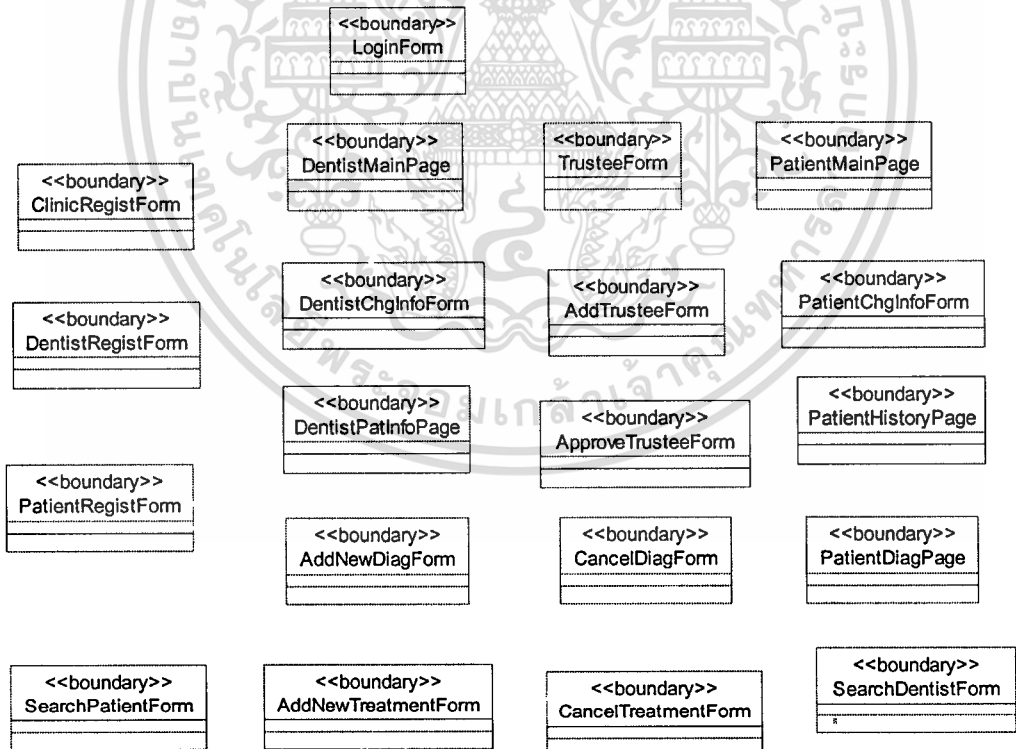 <<boundary>>
LoginForm
<<boundary>>
DentistMainPage
<<boundary>>
TrusteeForm
<<boundary>>
PatientMainPage
<<boundary>>
ClinicRegistForm
<<boundary>>
DentistChgInfoForm
<<boundary>>
AddTrusteeForm
<<boundary>>
PatientChgInfoForm
<<boundary>>
DentistRegistForm
<<boundary>>
DentistPatInfoPage
<<boundary>>
ApproveTrusteeForm
<<boundary>>
PatientHistoryPage
<<boundary>>
PatientRegistForm
<<boundary>>
AddNewDiagForm
<<boundary>>
CancelDiagForm
<<boundary>>
PatientDiagPage
<<boundary>>
SearchPatientForm
<<boundary>>
AddNewTreatmentForm
<<boundary>>
CancelTreatmentForm
<<boundary>>
SearchDentistForm